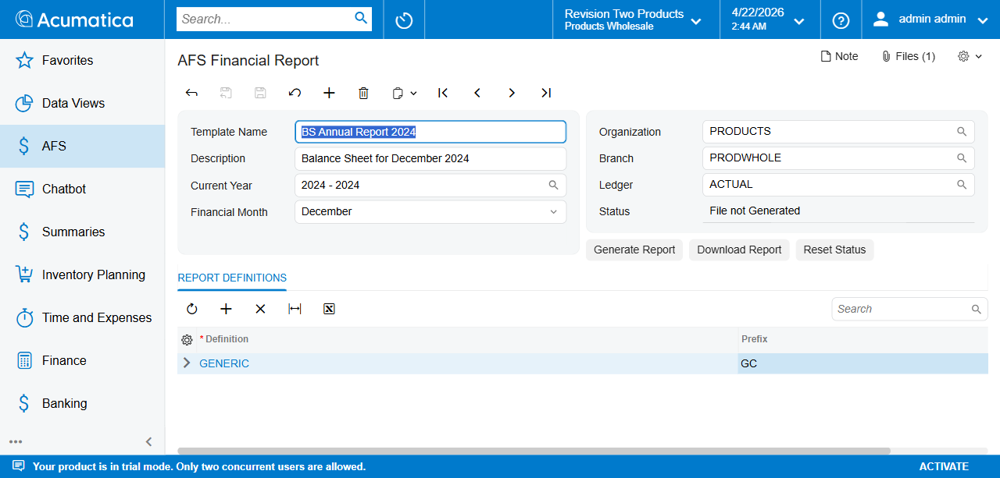 Acumatica
Search...
Revision Two Products
Products Wholesale
4/22/2026
2:44 AM
admin admin
Favorites
Data Views
AFS
Chatbot
Summaries
Inventory Planning
Time and Expenses
Finance
Banking
AFS Financial Report
Note
Files (1)
Template Name
BS Annual Report 2024
Description
Balance Sheet for December 2024
Current Year
2024 - 2024
Financial Month
December
Organization
PRODUCTS
Branch
PRODWHOLE
Ledger
ACTUAL
Status
File not Generated
Generate Report
Download Report
Reset Status
REPORT DEFINITIONS
Search
* Definition
Prefix
GENERIC
GC
Your product is in trial mode. Only two concurrent users are allowed.
ACTIVATE